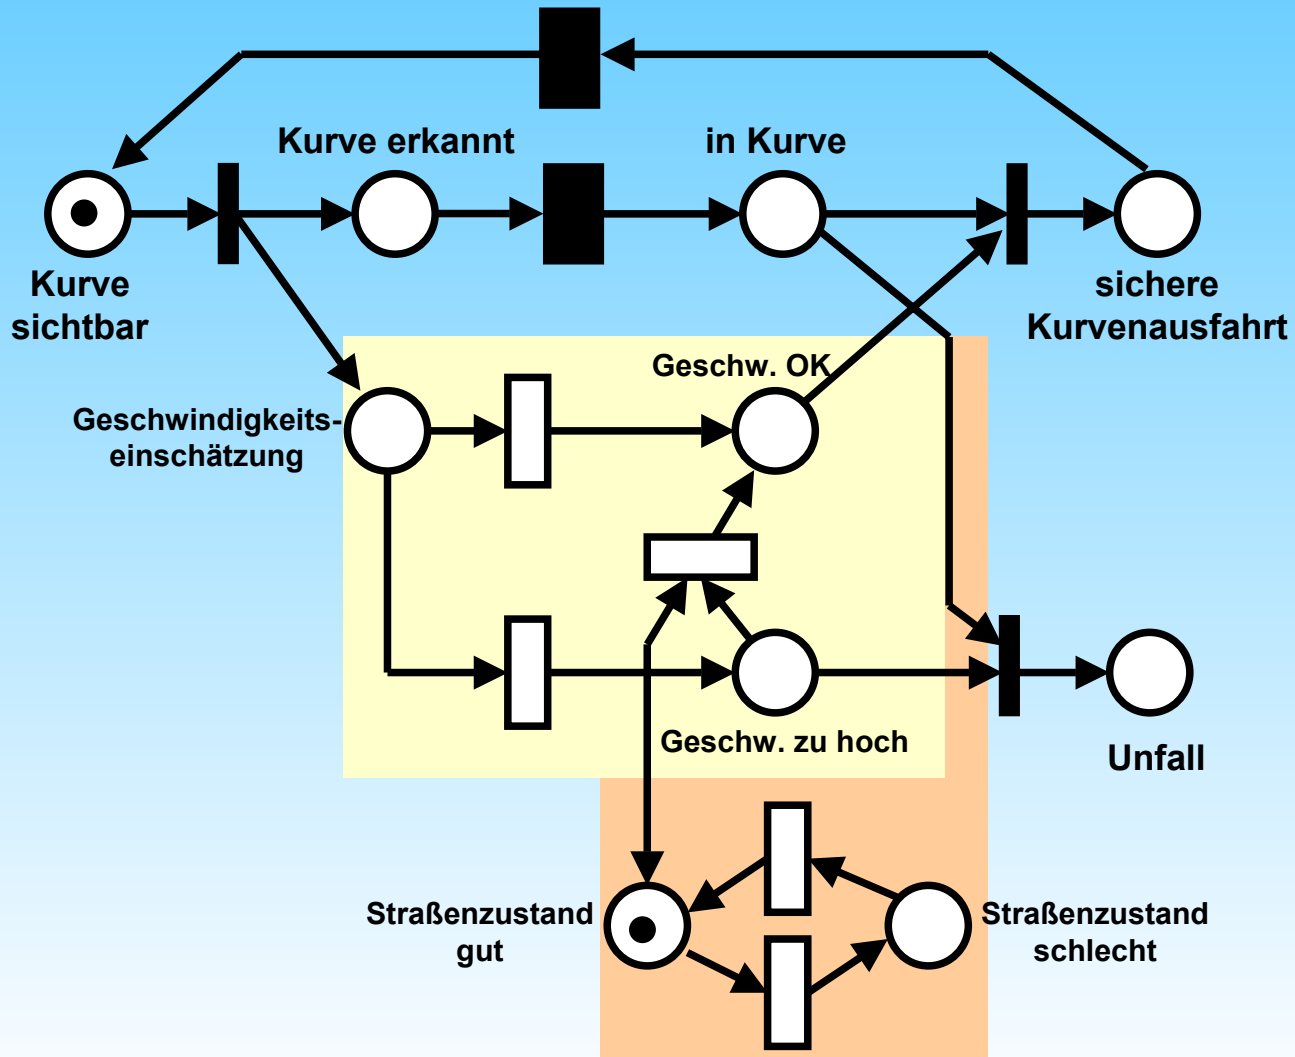 Kurve erkannt
in Kurve
Kurve
sichtbar
sichere
Kurvenausfahrt
Geschw. OK
Geschwindigkeits-
einschätzung
Geschw. zu hoch
Unfall
Straßenzustand
gut
Straßenzustand
schlecht